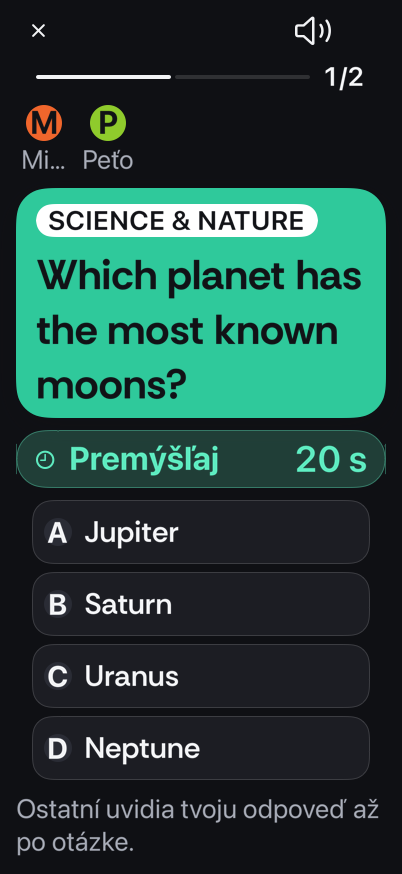 1/2
M P
Mi... Peťo
SCIENCE & NATURE
Which planet has
the most known
moons?
Premýšľaj 20 s
A Jupiter
B Saturn
C Uranus
D Neptune
Ostatní uvidia tvoju odpoveď až
po otázke.